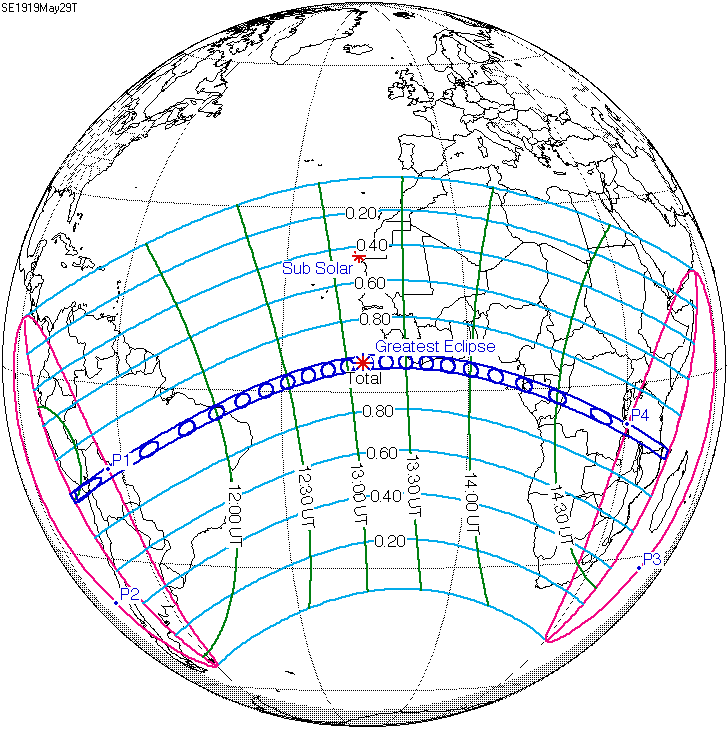 SE1919May29T
0.20
0.40
Sub Solar
0.60
0.80
Greatest Eclipse
Total
0.80
P4
P1
0.60
12:00 UT
12:30 UT
13:00 UT
13:30 UT
14:00 UT
14:30 UT
0.40
0.20
P3
P2